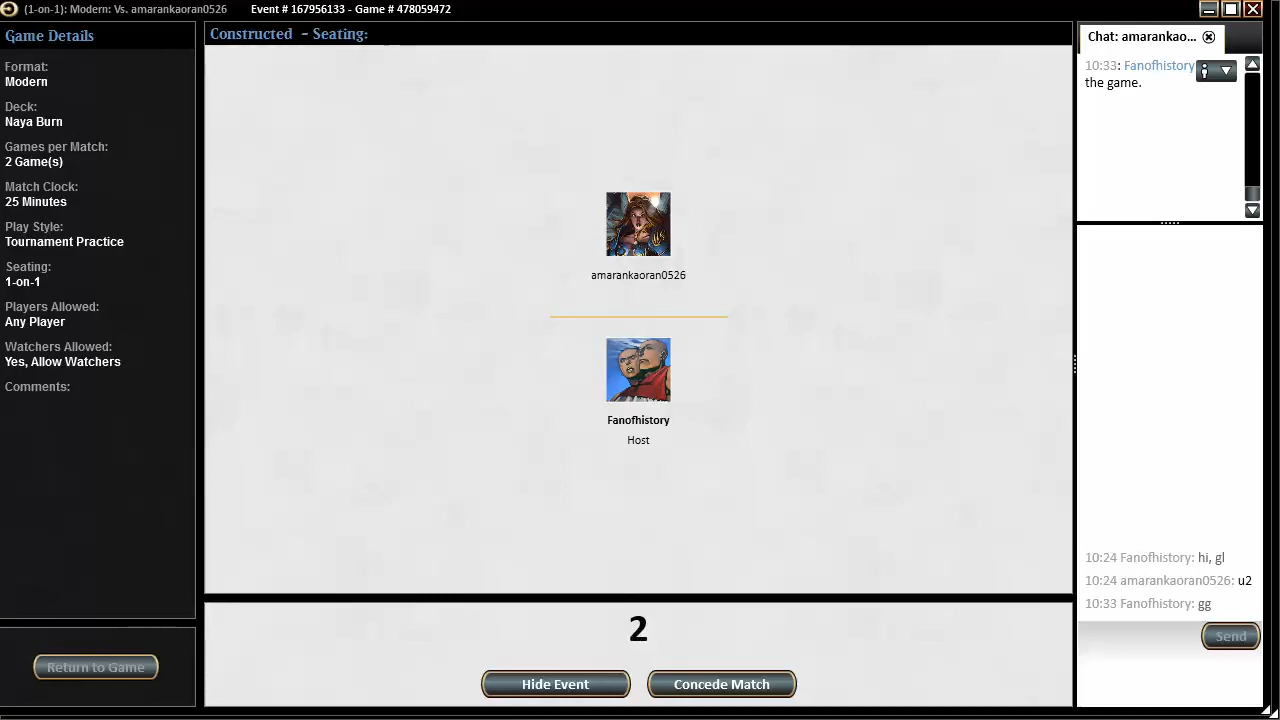 (1-on-1): Modern: Vs. amarankaoran0526
Event # 167956133 - Game # 478059472
Game Details
Format:
Modern
Deck:
Naya Burn
Games per Match:
2 Game(s)
Match Clock:
25 Minutes
Play Style:
Tournament Practice
Seating:
1-on-1
Players Allowed:
Any Player
Watchers Allowed:
Yes, Allow Watchers
Comments:
Return to Game
Constructed - Seating:
amarankaoran0526
Fanofhistory
Host
2
Hide Event
Concede Match
Chat: amarankao...
10:33: Fanofhistory
the game.
10:24 Fanofhistory: hi, gl
10:24 amarankaoran0526: u2
10:33 Fanofhistory: gg
Send